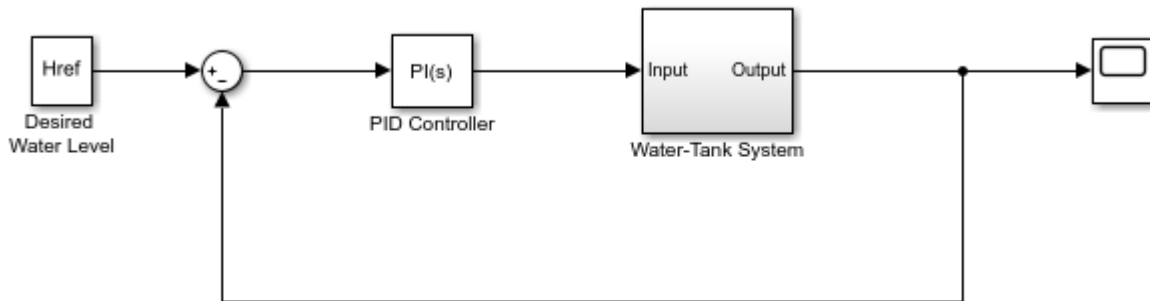 Href
Desired
Water Level
+
-
PI(s)
PID Controller
Input
Output
Water-Tank System